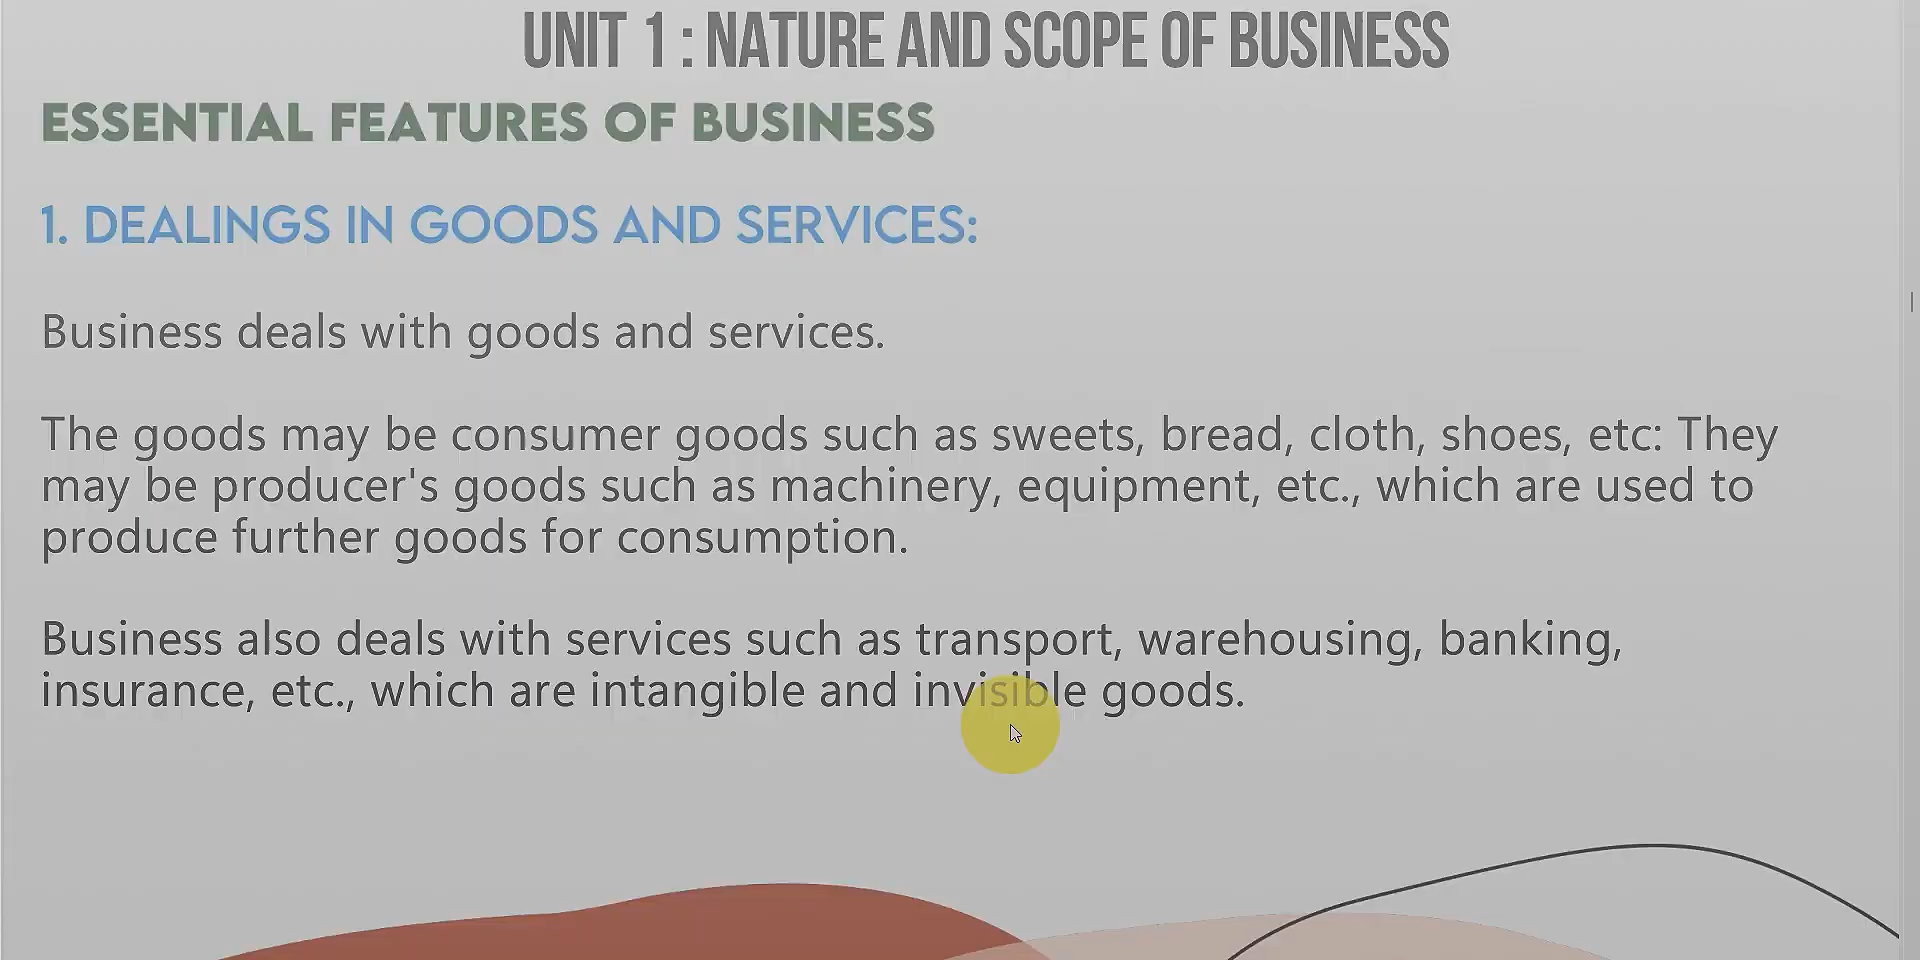 UNIT 1 : NATURE AND SCOPE OF BUSINESS
ESSENTIAL FEATURES OF BUSINESS
1. DEALINGS IN GOODS AND SERVICES:
Business deals with goods and services.
The goods may be consumer goods such as sweets, bread, cloth, shoes, etc: They
may be producer's goods such as machinery, equipment, etc., which are used to
produce further goods for consumption.
Business also deals with services such as transport, warehousing, banking,
insurance, etc., which are intangible and invisible goods.